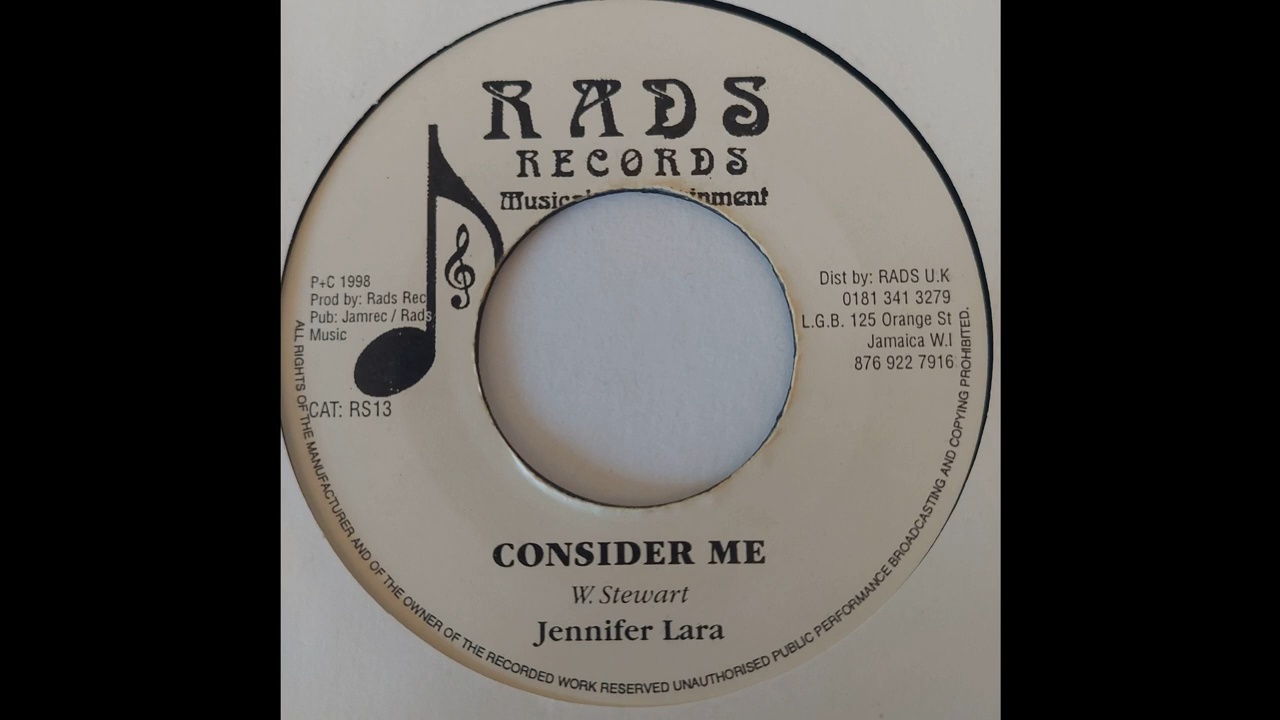 RADS
RECORDS
P+C 1998
Prod by: Rads Rec
Pub: Jamrec / Rads
Music
CAT: RS13
Dist by: RADS U.K
0181 341 3279
L.G.B. 125 Orange St
Jamaica W.I
876 922 7916
CONSIDER ME
W. Stewart
Jennifer Lara
ALL RIGHTS OF THE MANUFACTURER AND OF THE OWNER OF THE RECORDED WORK RESERVED UNAUTHORISED PUBLIC PERFORMANCE BROADCASTING AND COPYING PROHIBITED.